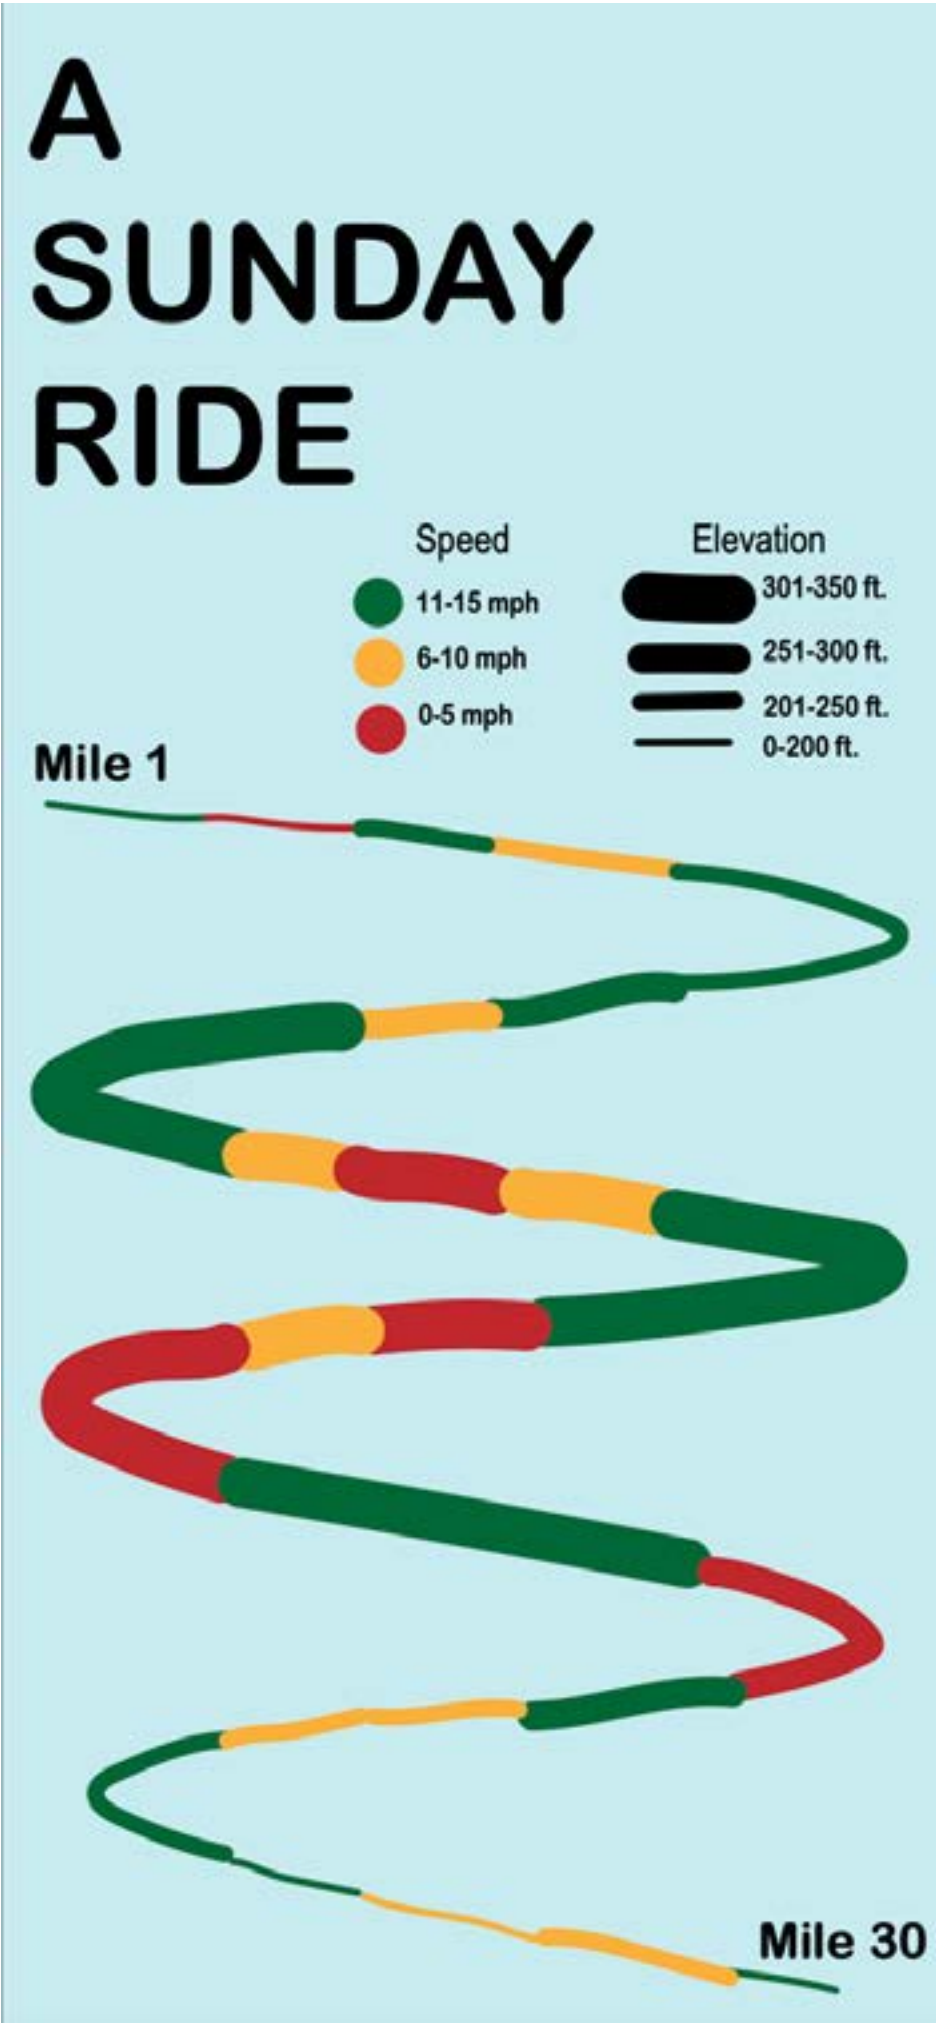 A
SUNDAY
RIDE
Speed
11-15 mph
6-10 mph
0-5 mph
Elevation
301-350 ft.
251-300 ft.
201-250 ft.
0-200 ft.
Mile 1
Mile 30